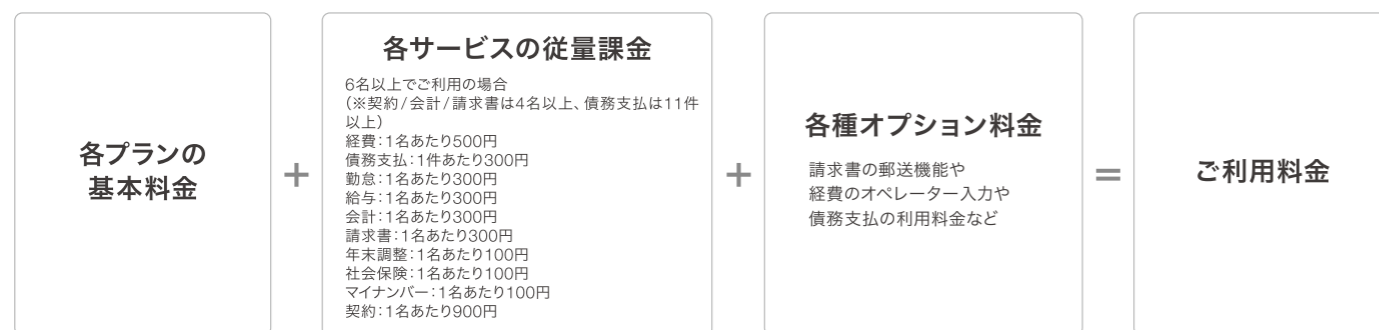 各プランの
基本料金
+
各サービスの従量課金
6名以上でご利用の場合
(※契約/会計/請求書は4名以上、債務支払は11件
以上)
経費:1名あたり500円
債務支払:1件あたり300円
勤怠:1名あたり300円
給与:1名あたり300円
会計:1名あたり300円
請求書:1名あたり300円
年末調整:1名あたり100円
社会保険:1名あたり100円
マイナンバー:1名あたり100円
契約:1名あたり900円
+
各種オプション料金
請求書の郵送機能や
経費のオペレーター入力や
債務支払の利用料金など
=
ご利用料金